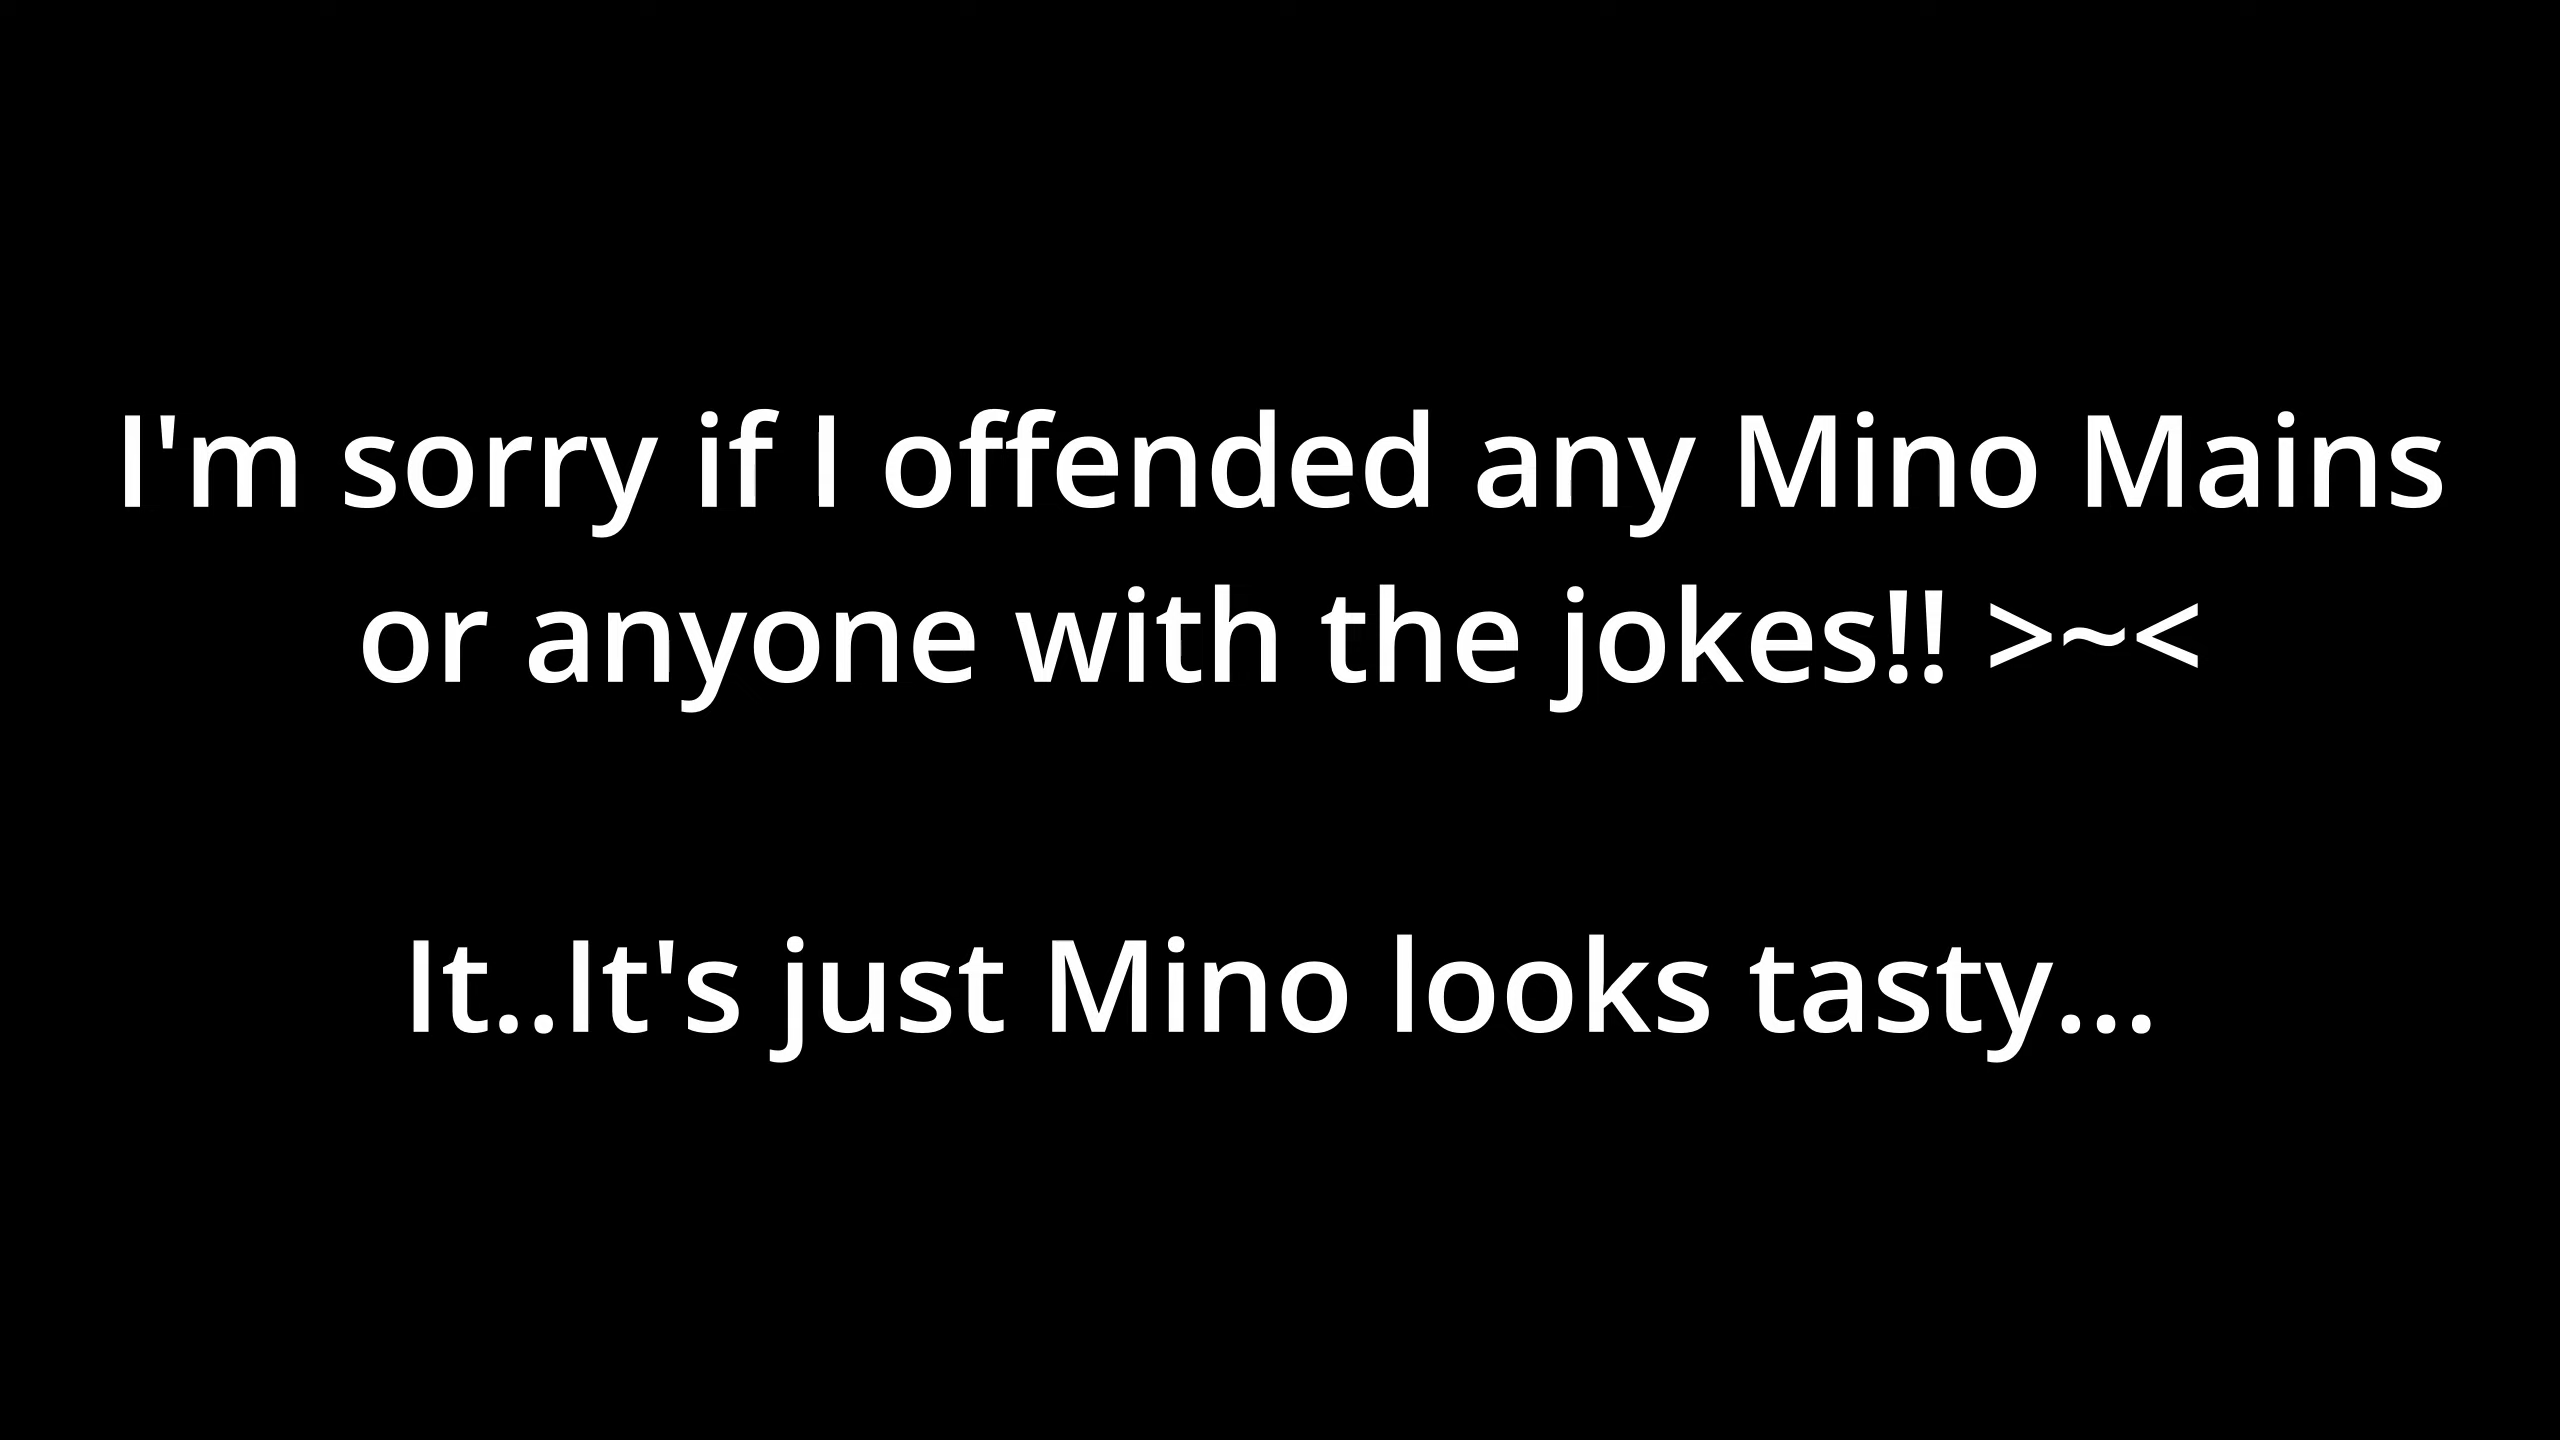 I'm sorry if I offended any Mino Mains
or anyone with the jokes!! >~<
It..It's just Mino looks tasty...